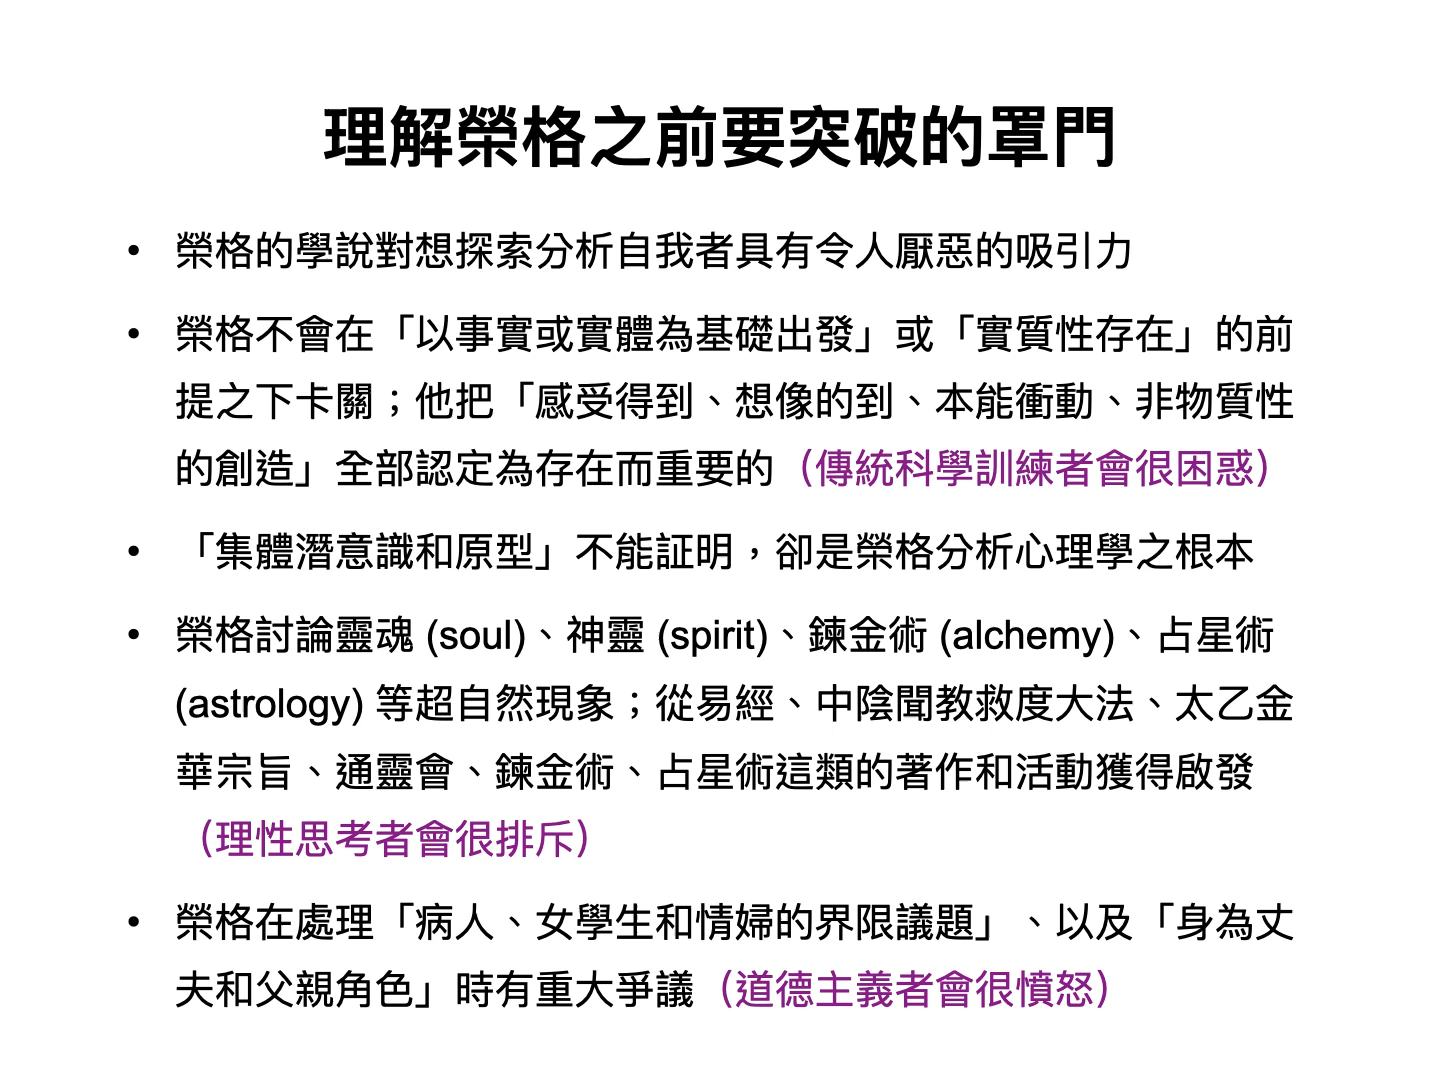 理解榮格之前要突破的罩門
• 榮格的學說對想探索分析自我者具有令人厭惡的吸引力
• 榮格不會在「以事實或實體為基礎出發」或「實質性存在」的前
提之下卡關；他把「感受得到、想像的到、本能衝動、非物質性
的創造」全部認定為存在而重要的（傳統科學訓練者會很困惑）
• 「集體潛意識和原型」不能証明，卻是榮格分析心理學之根本
• 榮格討論靈魂 (soul)、神靈 (spirit)、鍊金術 (alchemy)、占星術
(astrology) 等超自然現象；從易經、中陰聞教救度大法、太乙金
華宗旨、通靈會、鍊金術、占星術這類的著作和活動獲得啟發
（理性思考者會很排斥）
• 榮格在處理「病人、女學生和情婦的界限議題」、以及「身為丈
夫和父親角色」時有重大爭議（道德主義者會很憤怒）